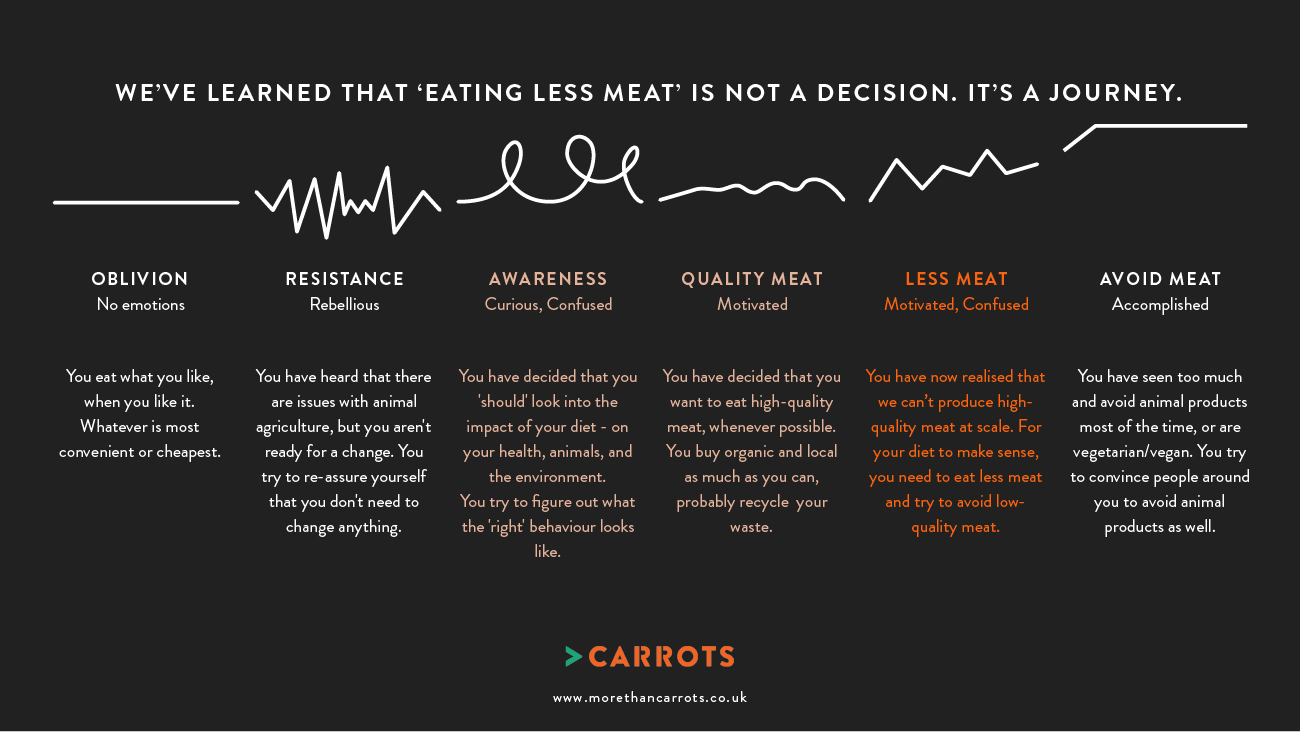 WE’VE LEARNED THAT ‘EATING LESS MEAT’ IS NOT A DECISION. IT’S A JOURNEY.
OBLIVION
No emotions
You eat what you like,
when you like it.
Whatever is most
convenient or cheapest.
RESISTANCE
Rebellious
You have heard that there
are issues with animal
agriculture, but you aren't
ready for a change. You
try to re-assure yourself
that you don't need to
change anything.
AWARENESS
Curious, Confused
You have decided that you
'should' look into the
impact of your diet - on
your health, animals, and
the environment.
You try to figure out what
the 'right' behaviour looks
like.
QUALITY MEAT
Motivated
You have decided that you
want to eat high-quality
meat, whenever possible.
You buy organic and local
as much as you can,
probably recycle your
waste.
LESS MEAT
Motivated, Confused
You have now realised that
we can’t produce high-
quality meat at scale. For
your diet to make sense,
you need to eat less meat
and try to avoid low-
quality meat.
AVOID MEAT
Accomplished
You have seen too much
and avoid animal products
most of the time, or are
vegetarian/vegan. You try
to convince people around
you to avoid animal
products as well.
>CARROTS
www.morethancarrots.co.uk